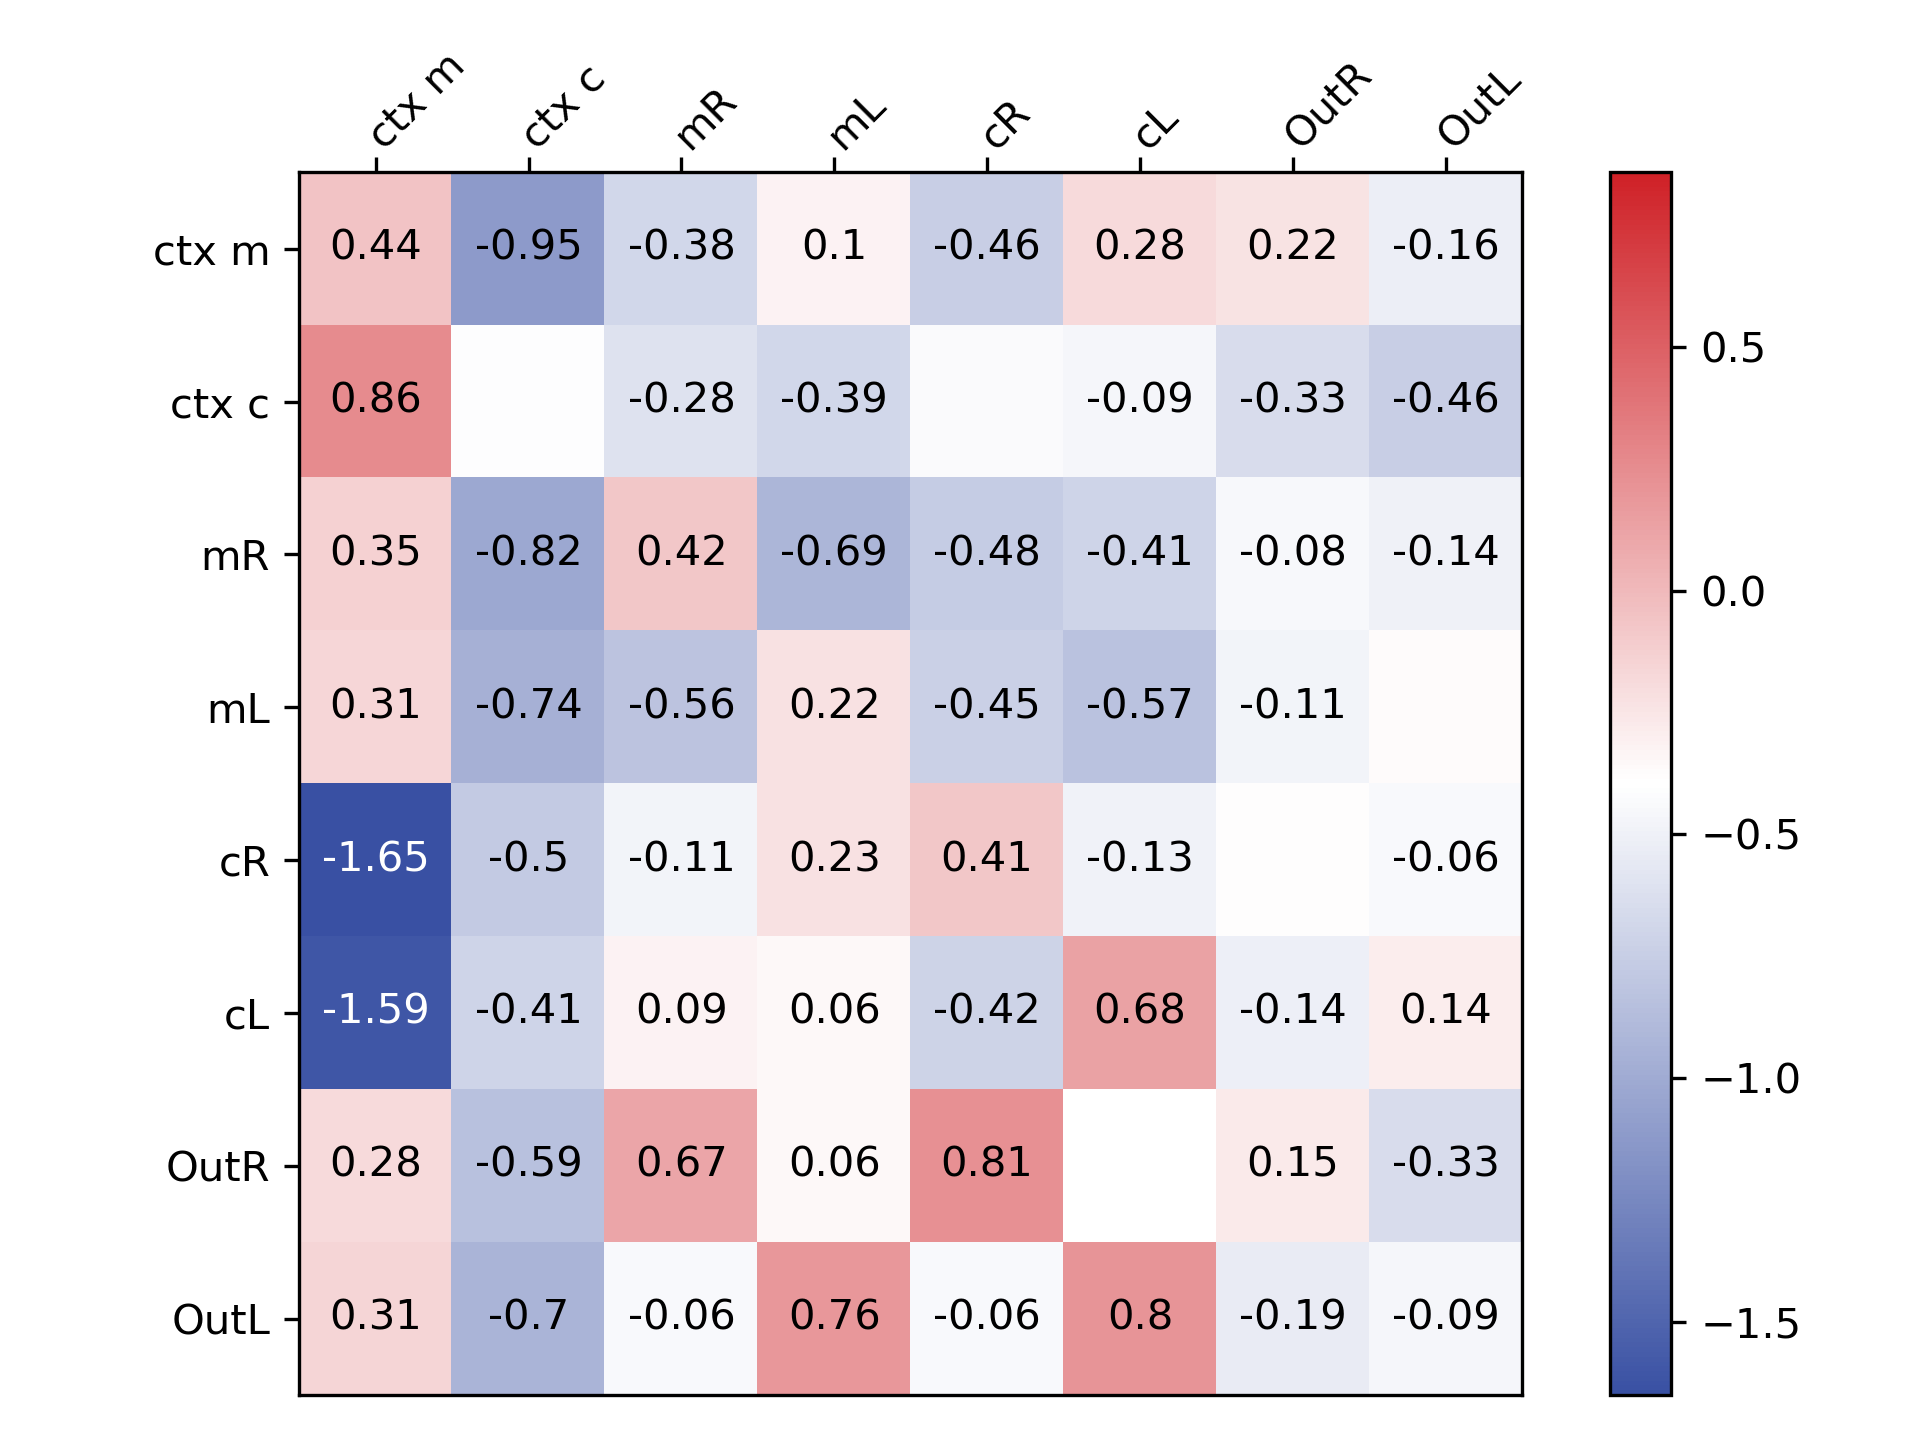 ctx m ctx c mR mL cR cL OutR OutL
ctx m 0.44 -0.95 -0.38 0.1 -0.46 0.28 0.22 -0.16
0.5
ctx c 0.86 -0.28 -0.39 -0.09 -0.33 -0.46
mR 0.35 -0.82 0.42 -0.69 -0.48 -0.41 -0.08 -0.14
0.0
mL 0.31 -0.74 -0.56 0.22 -0.45 -0.57 -0.11
−0.5
cR -1.65 -0.5 -0.11 0.23 0.41 -0.13 -0.06
cL -1.59 -0.41 0.09 0.06 -0.42 0.68 -0.14 0.14
−1.0
OutR 0.28 -0.59 0.67 0.06 0.81 0.15 -0.33
OutL 0.31 -0.7 -0.06 0.76 -0.06 0.8 -0.19 -0.09
−1.5